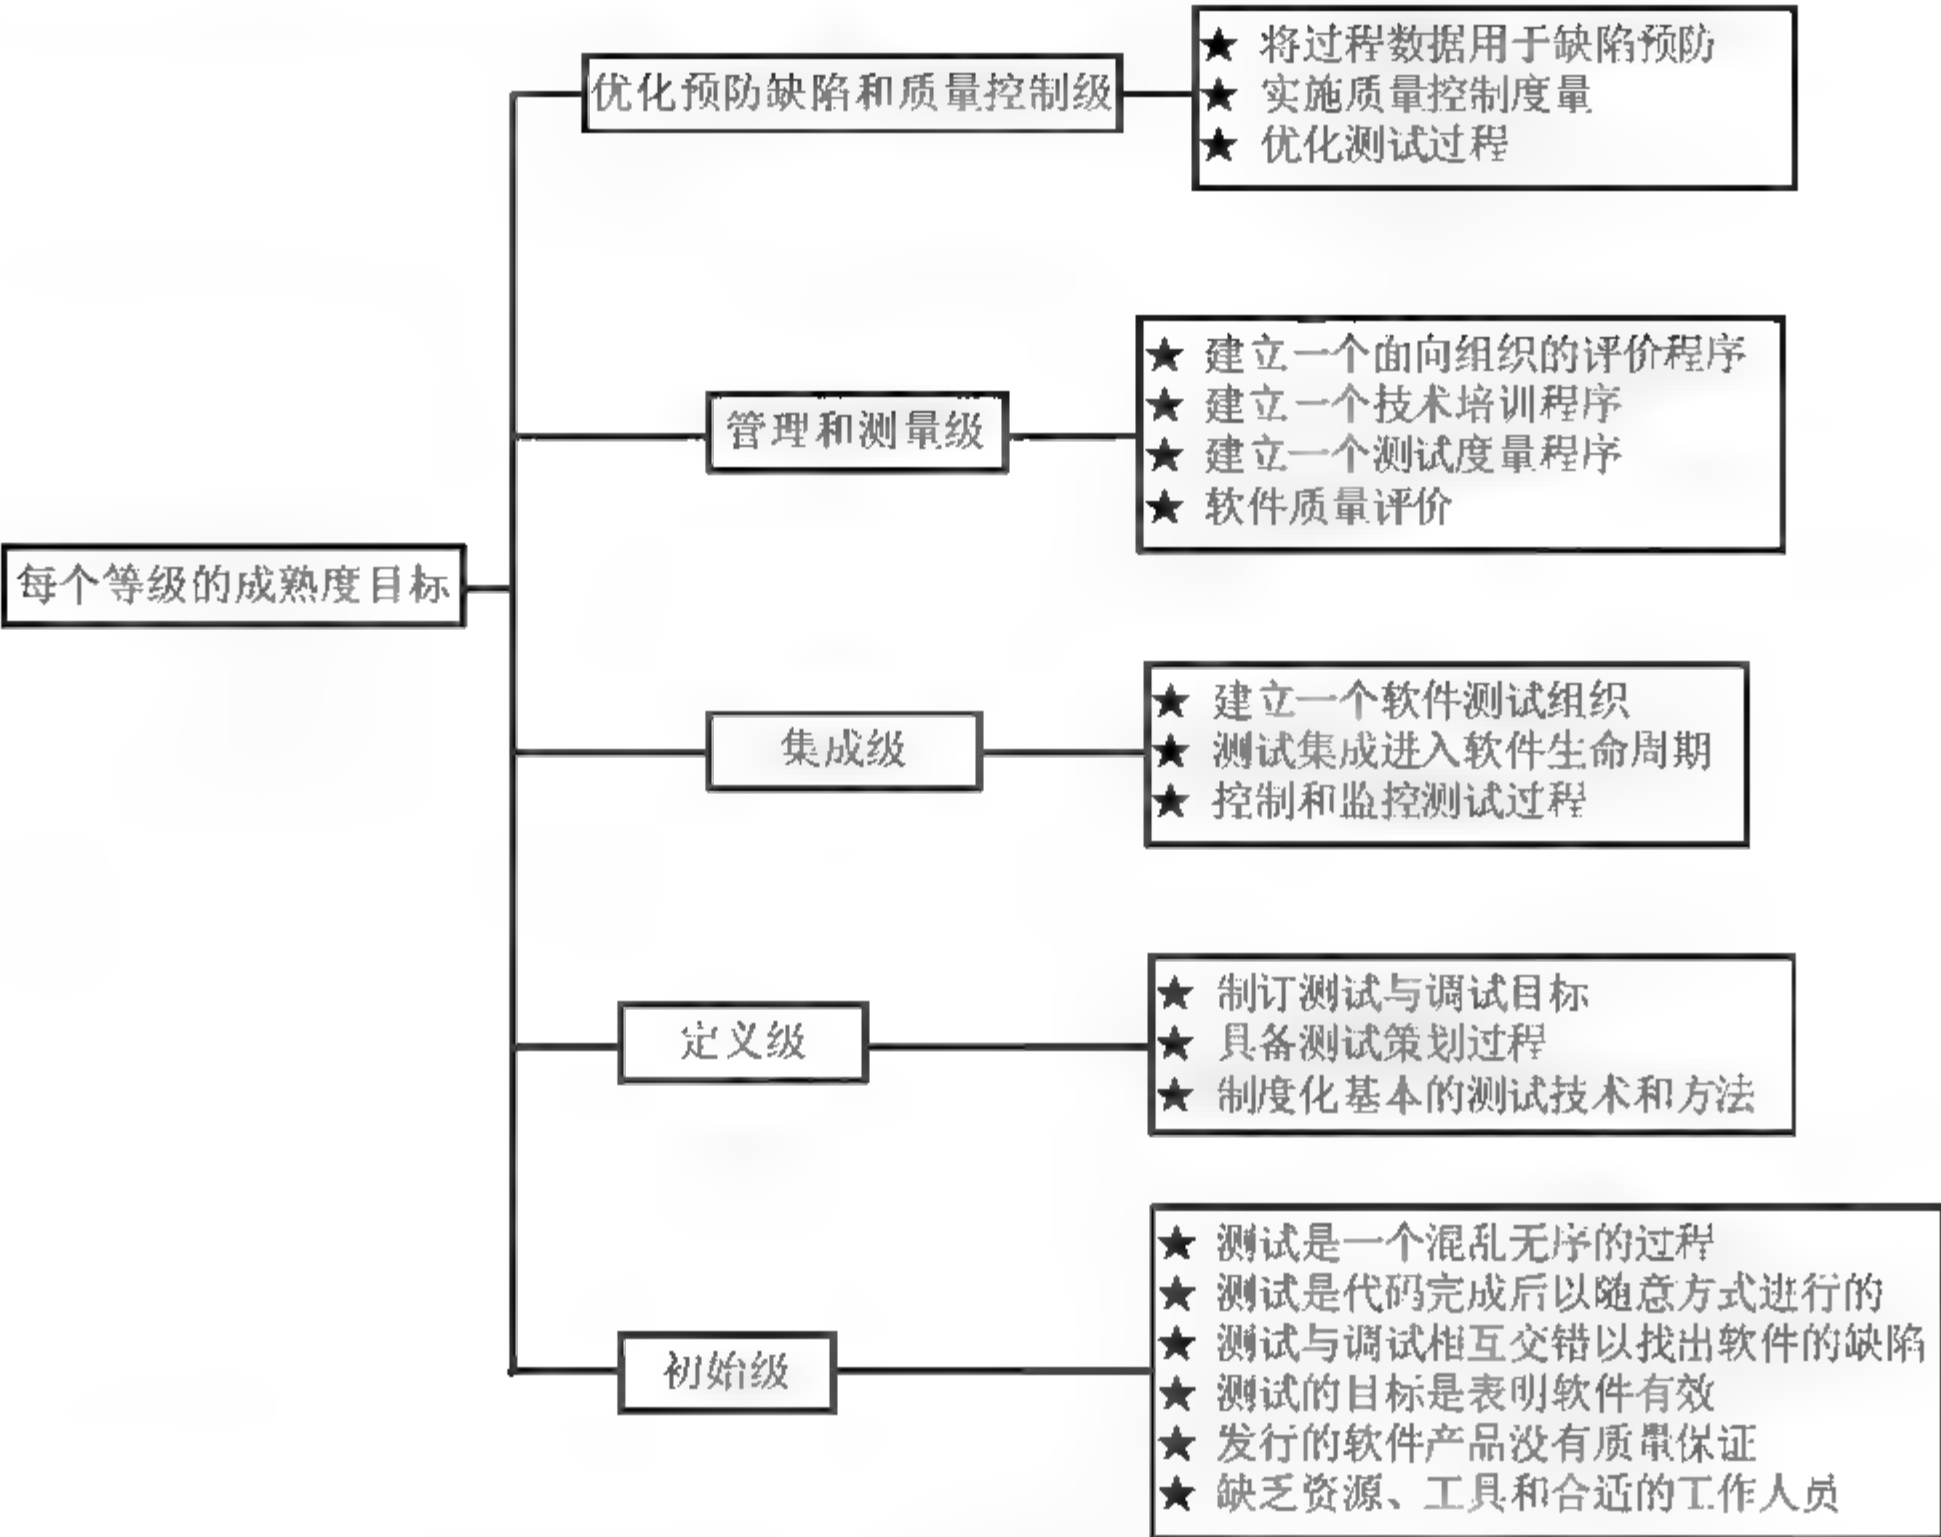 每个等级的成熟度目标
优化预防缺陷和质量控制级
★ 将过程数据用于缺陷预防
★ 实施质量控制度量
★ 优化测试过程
管理和测量级
★ 建立一个面向组织的评价程序
★ 建立一个技术培训程序
★ 建立一个测试度量程序
★ 软件质量评价
集成级
★ 建立一个软件测试组织
★ 测试集成进入软件生命周期
★ 控制和监控测试过程
定义级
★ 制订测试与调试目标
★ 具备测试策划过程
★ 制度化基本的测试技术和方法
初始级
★ 测试是一个混乱无序的过程
★ 测试是代码完成后以随意方式进行的
★ 测试与调试相互交错以找出软件的缺陷
★ 测试的目标是表明软件有效
★ 发行的软件产品没有质量保证
★ 缺乏资源、工具和合适的工作人员